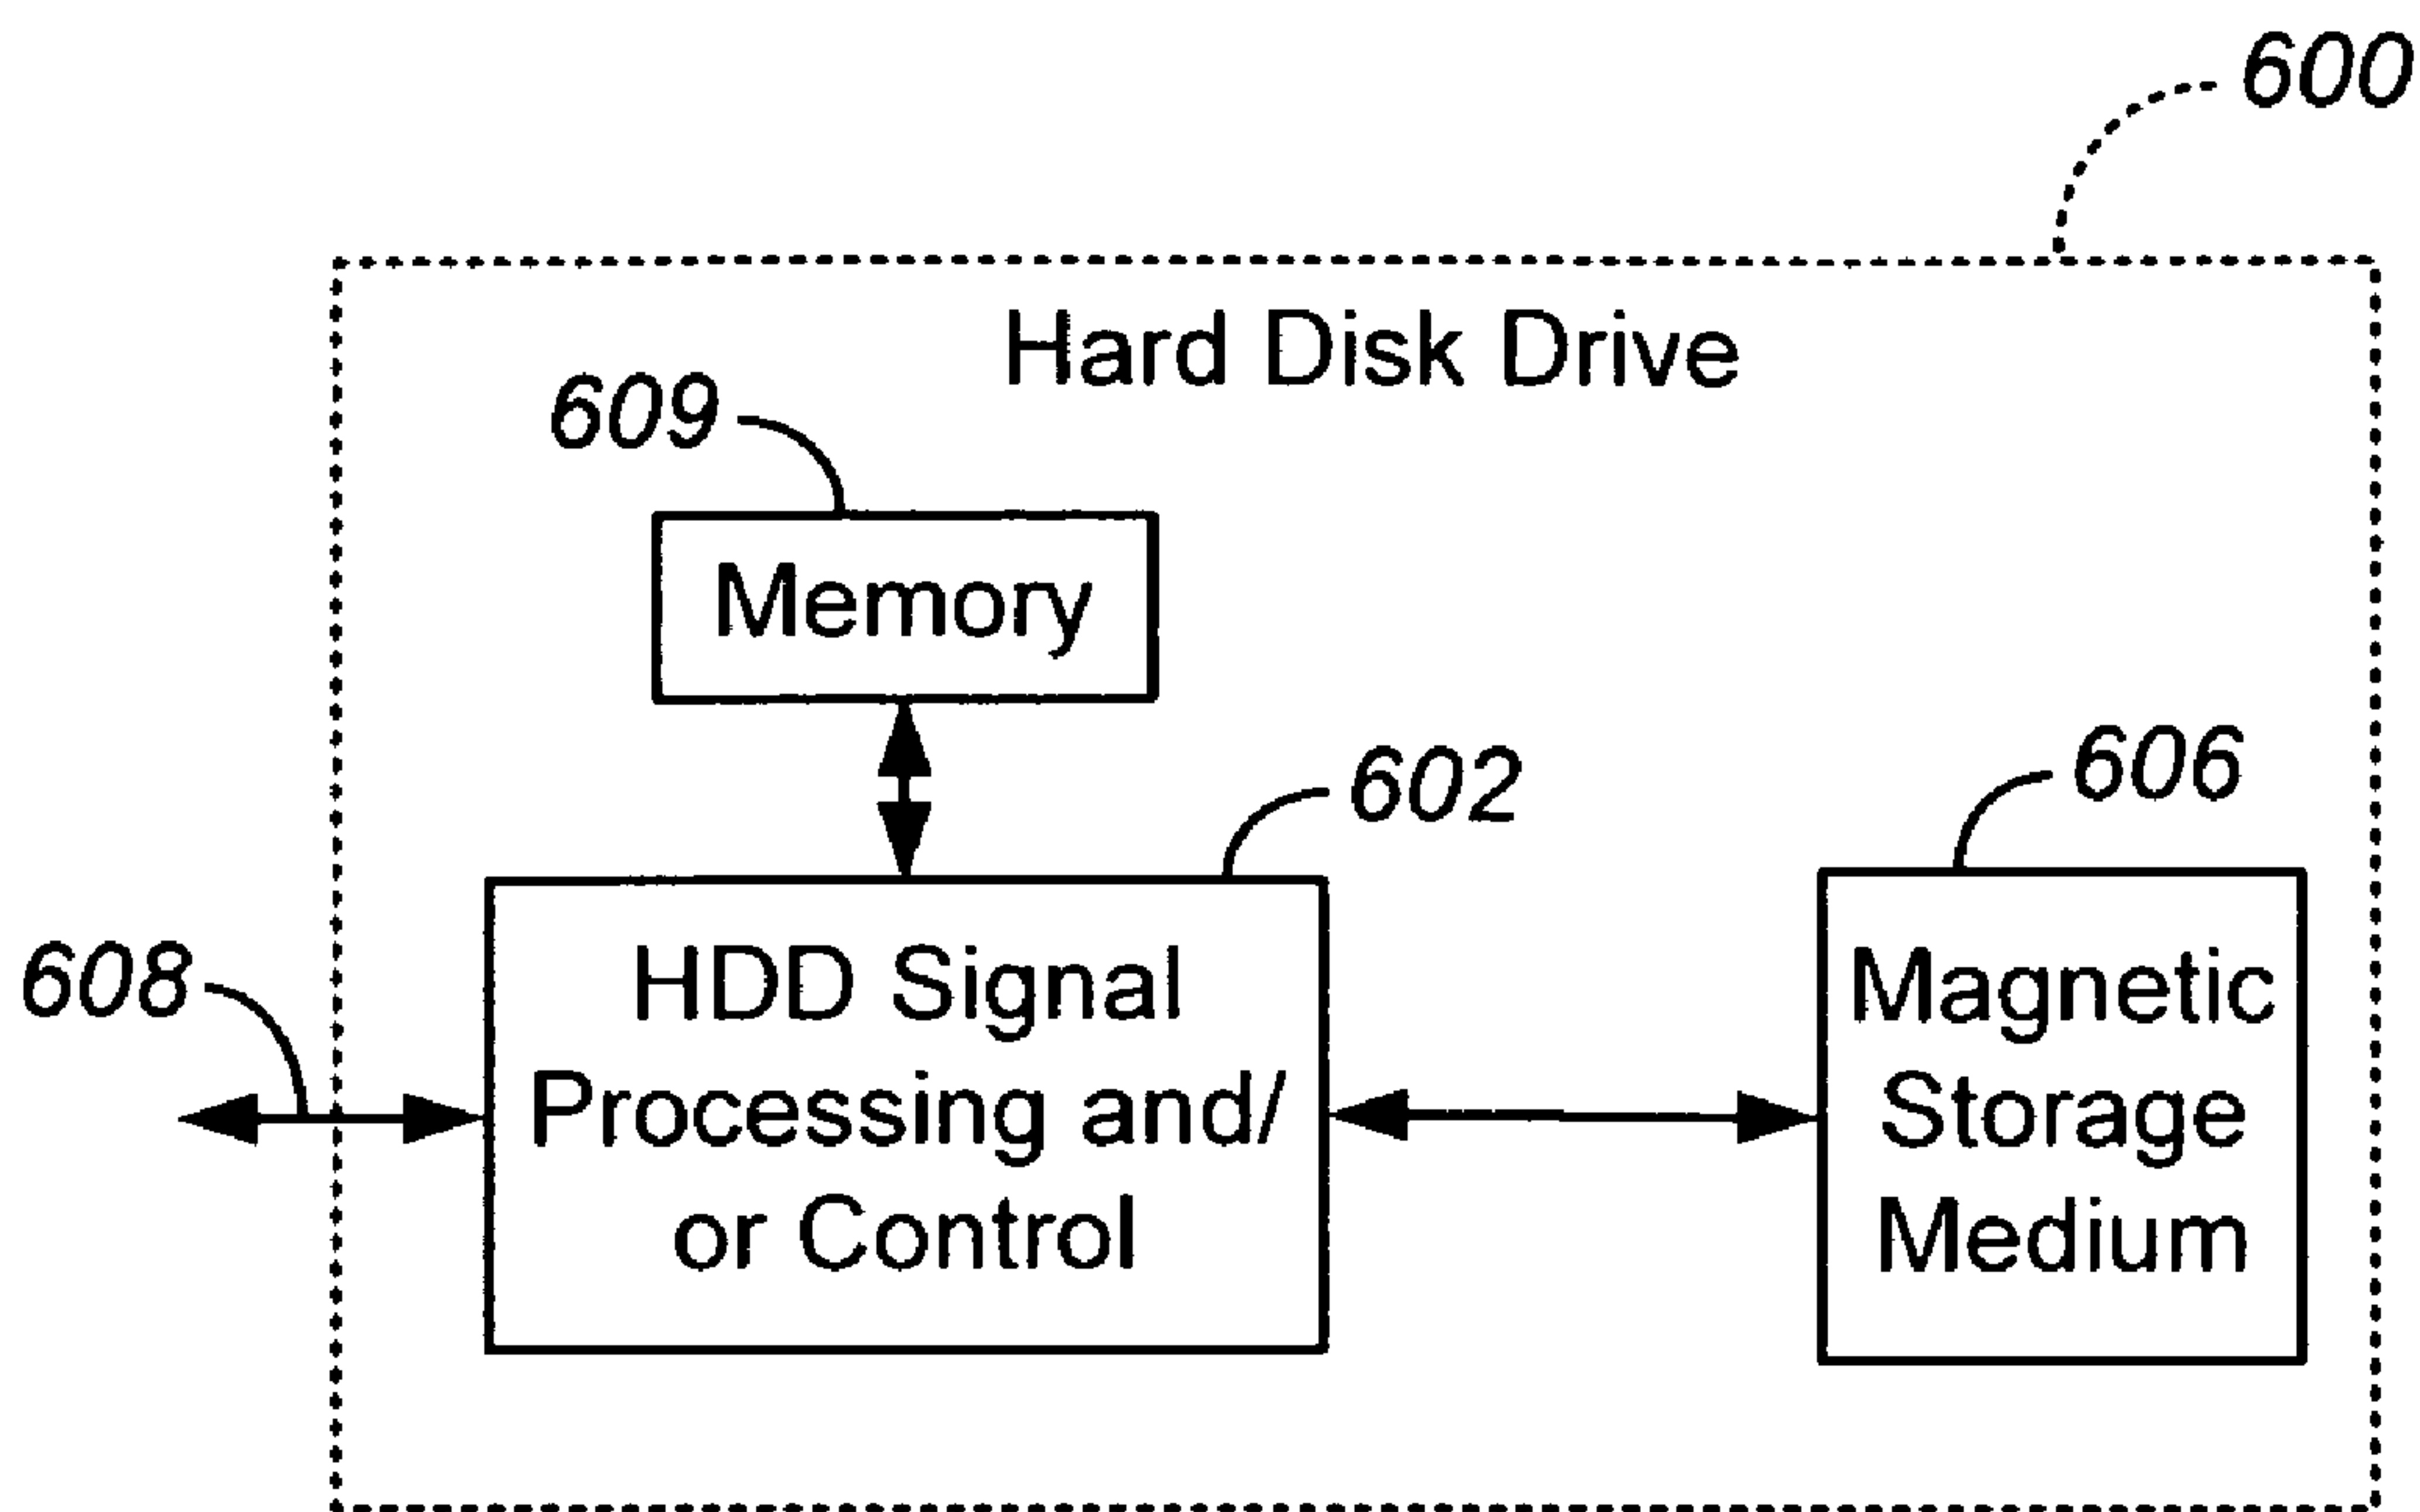 600
Hard Disk Drive
609
Memory
602
606
608
HDD Signal
Processing and/
or Control
Magnetic
Storage
Medium